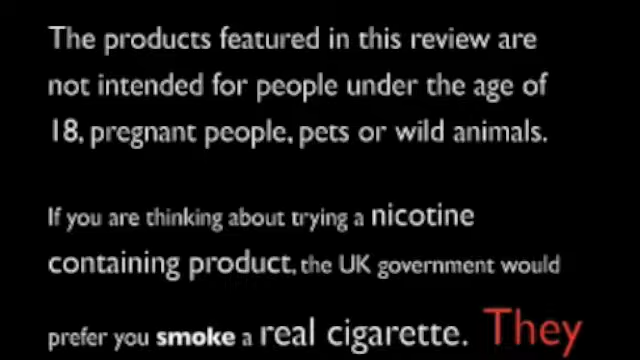 The products featured in this review are
not intended for people under the age of
18, pregnant people, pets or wild animals.
If you are thinking about trying a nicotine
containing product, the UK government would
prefer you smoke a real cigarette. They